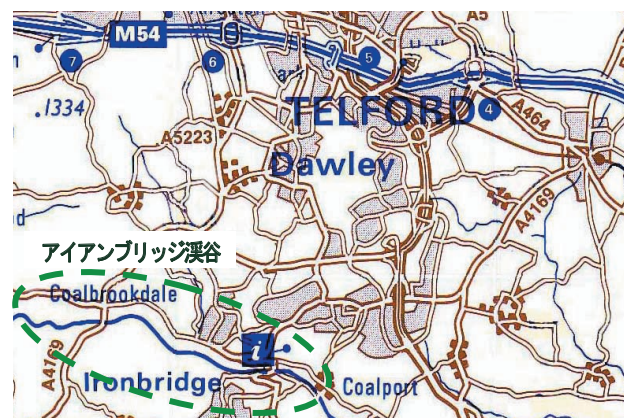 M54
A5
5
7
6
TELFORD
4
A464
.1334
A5223
Dawley
A4169
アイアンブリッジ渓谷
Coalbrookdale
i
A4169
Ironbridge
Coalport